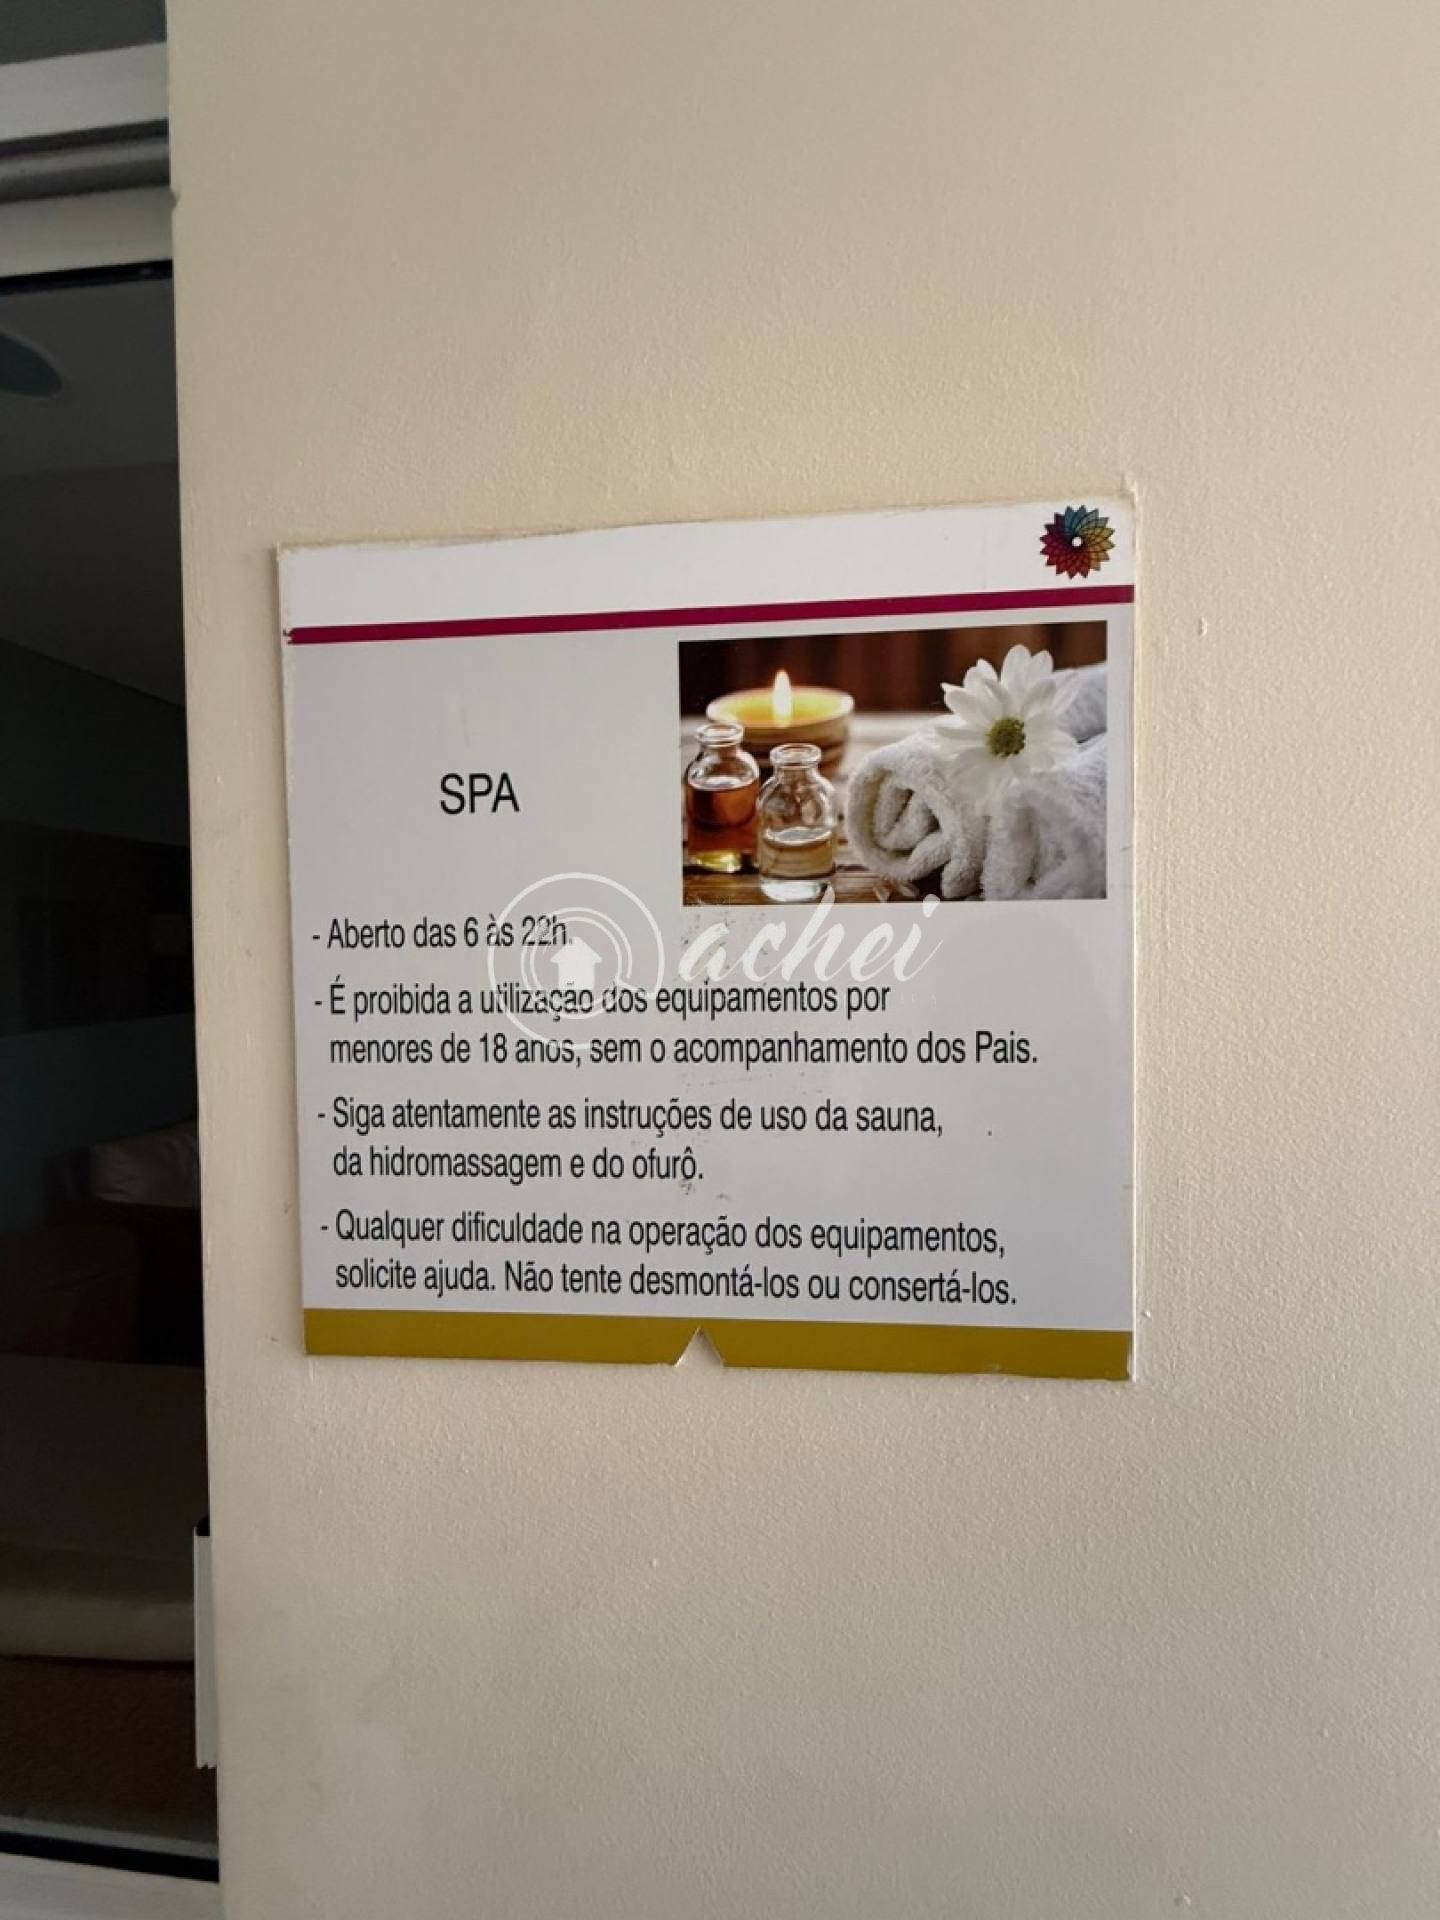 SPA
- Aberto das 6 às 22h.
achei
- É proibida a utilização dos equipamentos por
menores de 18 anos, sem o acompanhamento dos Pais.
- Siga atentamente as instruções de uso da sauna,
da hidromassagem e do ofurô.
- Qualquer dificuldade na operação dos equipamentos,
solicite ajuda. Não tente desmontá-los ou consertá-los.